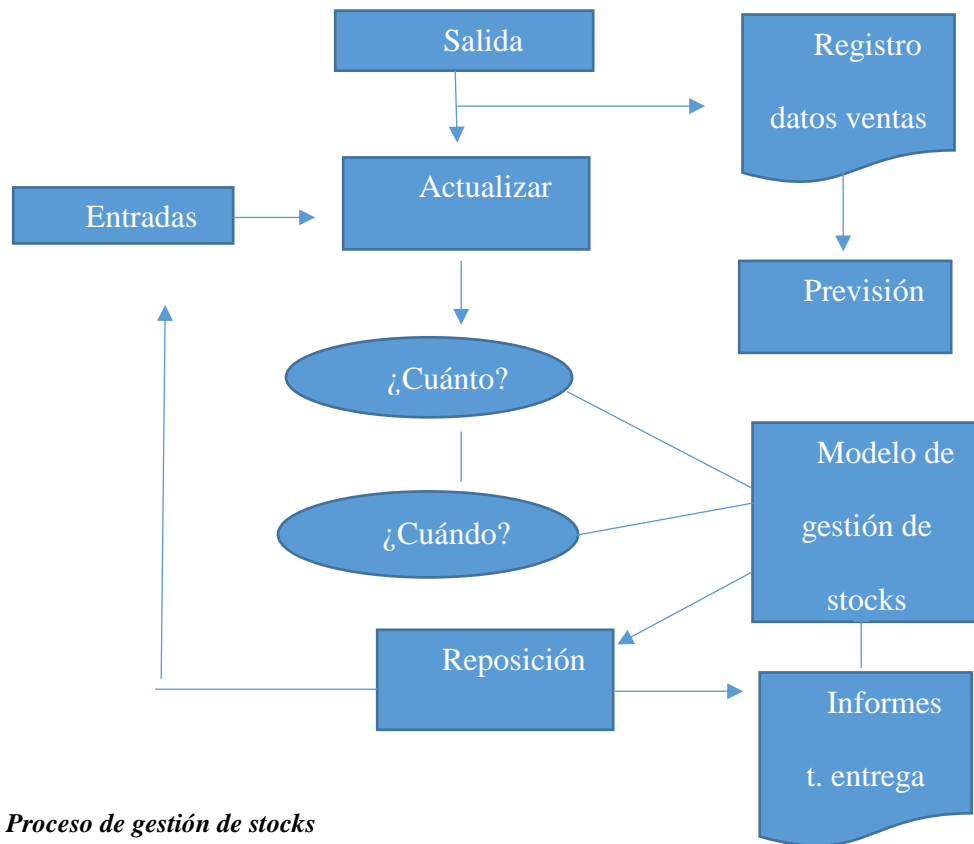 Salida
Registro
datos ventas
Actualizar
Entradas
Previsión
¿Cuánto?
Modelo de
gestión de
stocks
¿Cuándo?
Reposición
Informes
t. entrega
Proceso de gestión de stocks